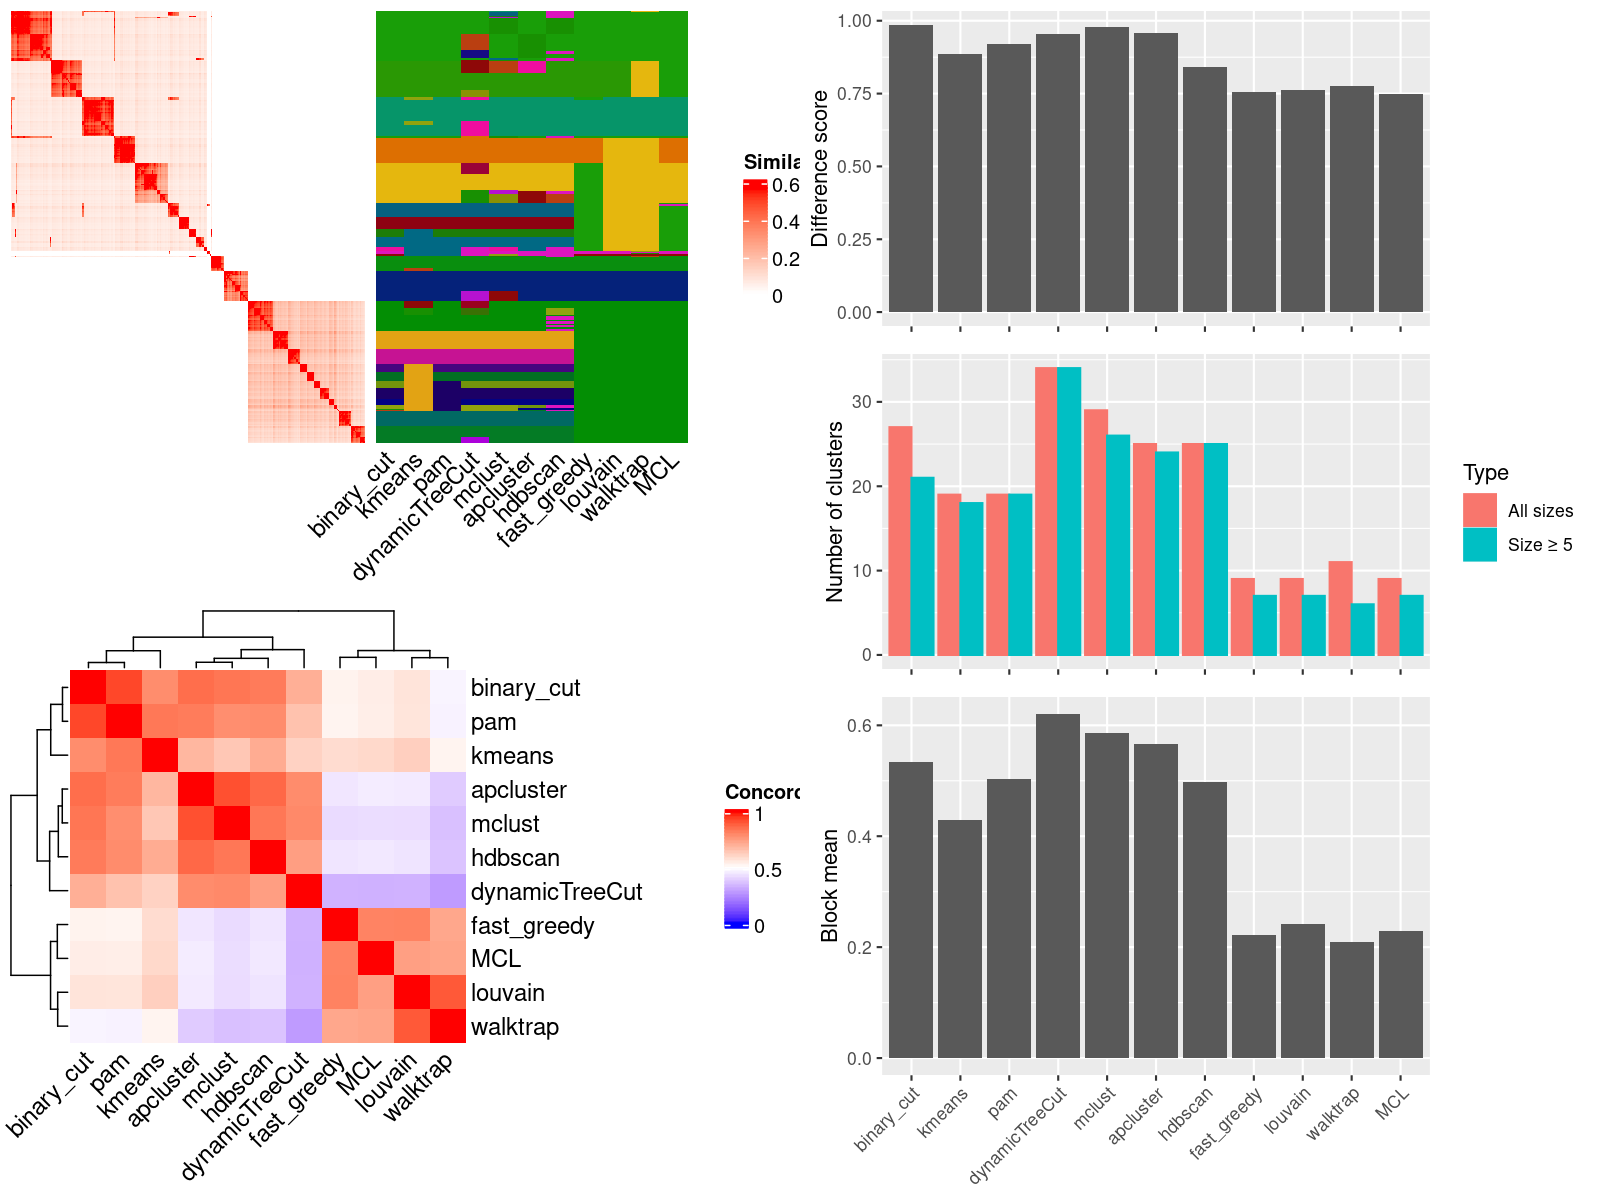 Simila
0.6
0.4
0.2
0
binary_cut
kmeans
pam
dynamicTreeCut
mclust
apcluster
hdbscan
fast_greedy
louvain
walktrap
MCL
binary_cut
pam
kmeans
apcluster
mclust
hdbscan
dynamicTreeCut
fast_greedy
MCL
louvain
walktrap
binary_cut
pam
kmeans
apcluster
mclust
hdbscan
dynamicTreeCut
fast_greedy
MCL
louvain
walktrap
Concord
1
0.5
0
Difference score
1.00
0.75
0.50
0.25
0.00
Number of clusters
30
20
10
0
Type
All sizes
Size ≥ 5
Block mean
0.6
0.4
0.2
0.0
binary_cut
kmeans
pam
dynamicTreeCut
mclust
apcluster
hdbscan
fast_greedy
louvain
walktrap
MCL